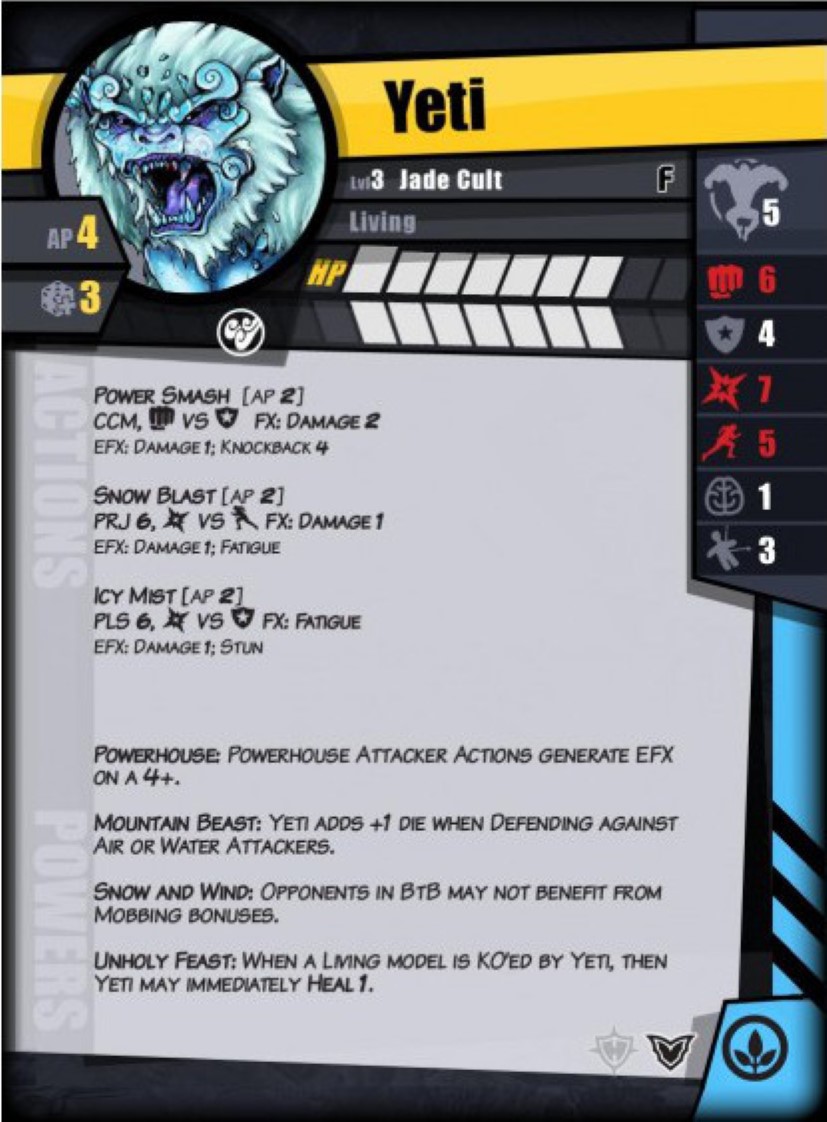 Yeti
Lvl3 Jade Cult F
Living
AP 4
HP
3
5
6
4
7
5
1
3
ACTIONS
POWER SMASH [AP 2]
CCM, VS FX: DAMAGE 2
EFX: DAMAGE 1; KNOCKBACK 4
SNOW BLAST [AP 2]
PRJ 6, VS FX: DAMAGE 1
EFX: DAMAGE 1; FATIGUE
ICY MIST [AP 2]
PLS 6, VS FX: FATIGUE
EFX: DAMAGE 1; STUN
POWERS
POWERHOUSE: POWERHOUSE ATTACKER ACTIONS GENERATE EFX
ON A 4+.
MOUNTAIN BEAST: YETI ADDS +1 DIE WHEN DEFENDING AGAINST
AIR OR WATER ATTACKERS.
SNOW AND WIND: OPPONENTS IN BTB MAY NOT BENEFIT FROM
MOBBING BONUSES.
UNHOLY FEAST: WHEN A LIVING MODEL IS KO'ED BY YETI, THEN
YETI MAY IMMEDIATELY HEAL 1.